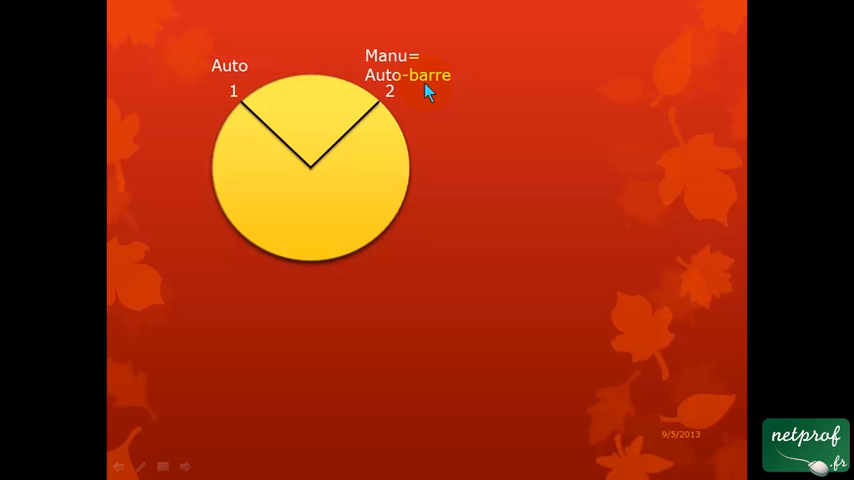 Auto
1
Manu=
Auto-barre
2
9/5/2013
netprof
.fr